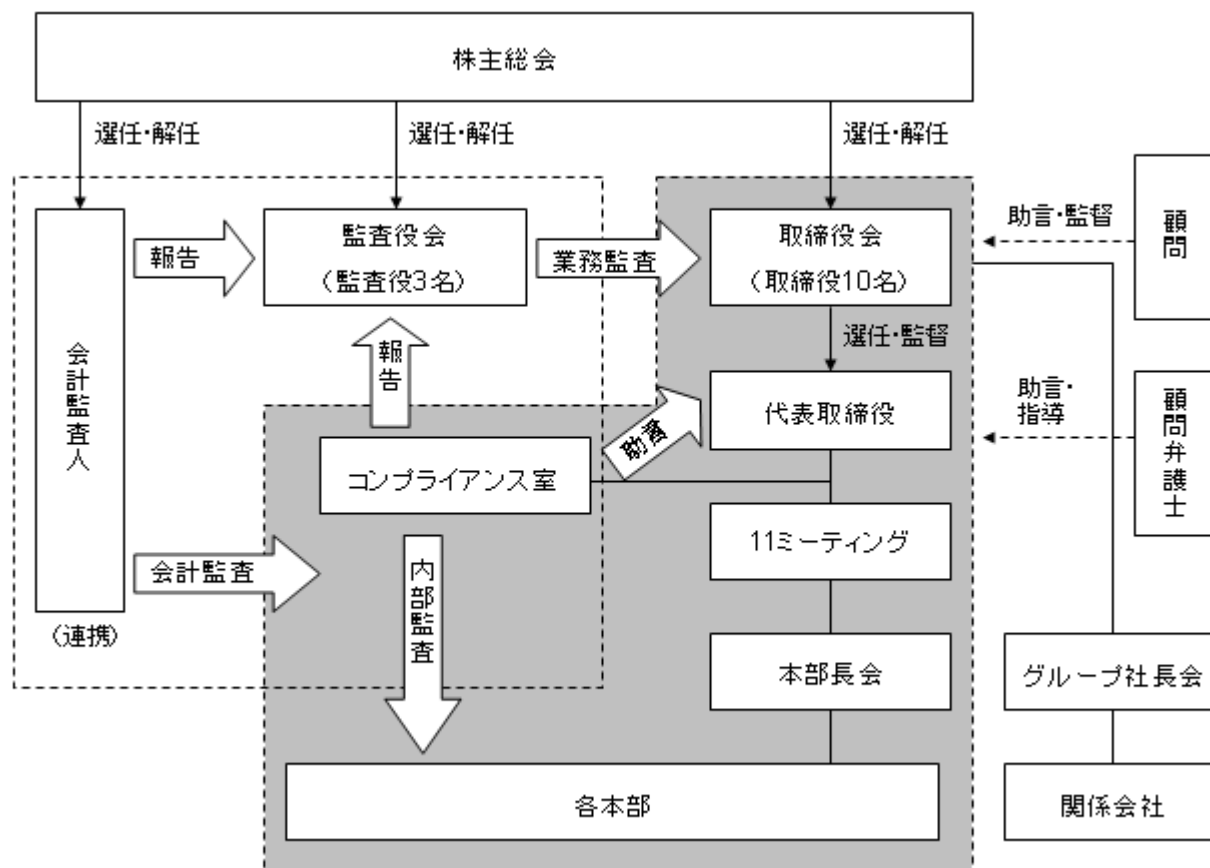 株主総会
選任・解任
選任・解任
選任・解任
会計監査人
報告
監査役会
（監査役3名）
業務監査
取締役会
（取締役10名）
助言・監督
顧問
選任・監督
報告
代表取締役
助言
助言・
指導
顧問弁護士
コンプライアンス室
11ミーティング
会計監査
内部監査
（連携）
本部長会
グループ社長会
各本部
関係会社